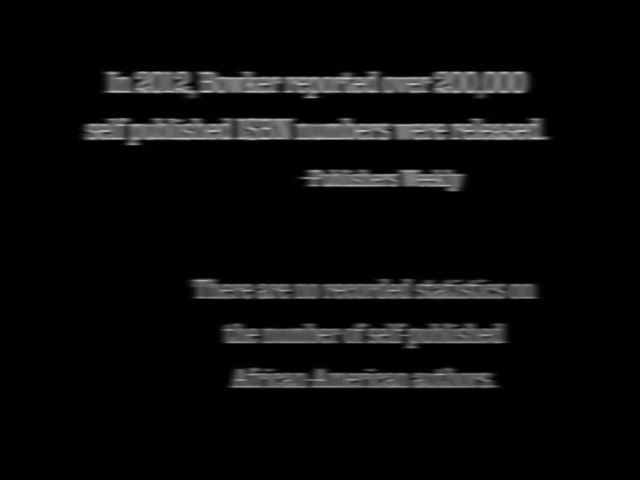 In 2012, Bowker reported over 200,000
self published ISBN numbers were released.
-Publishers Weekly
There are no recorded statistics on
the number of self-published
African-American authors.